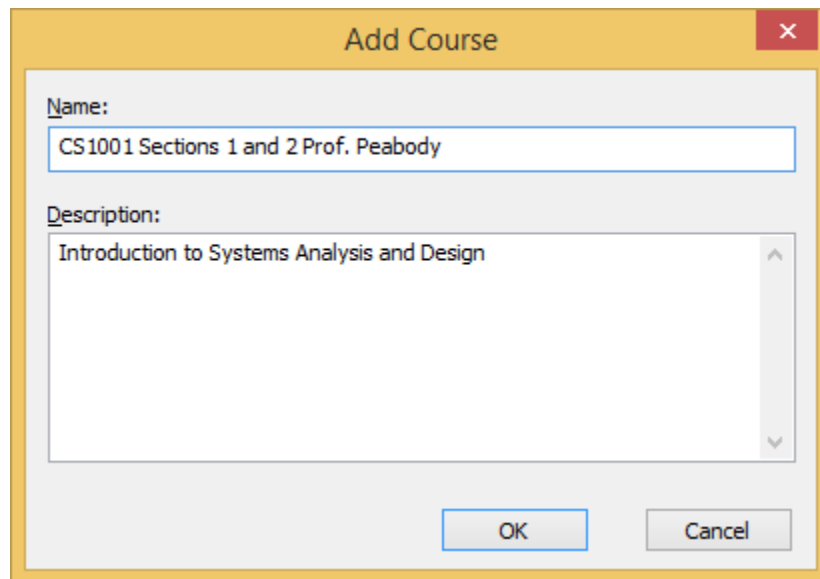 Add Course
Name:
CS1001 Sections 1 and 2 Prof. Peabody
Description:
Introduction to Systems Analysis and Design
OK
Cancel